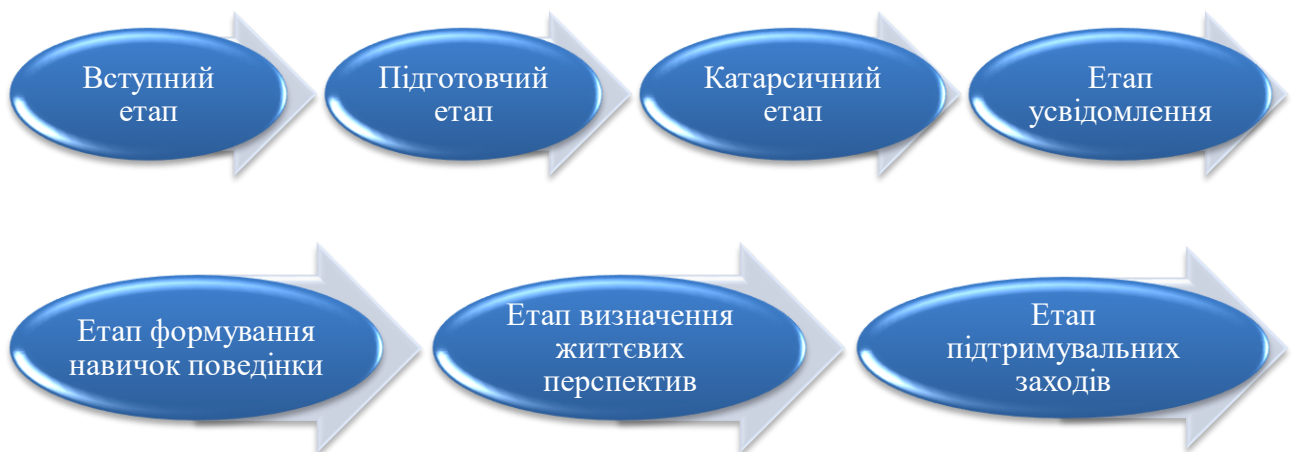 Вступний
етап
Підготовчий
етап
Катарсичний
етап
Етап
усвідомлення
Етап формування
навичок поведінки
Етап визначення
життєвих
перспектив
Етап
підтримувальних
заходів